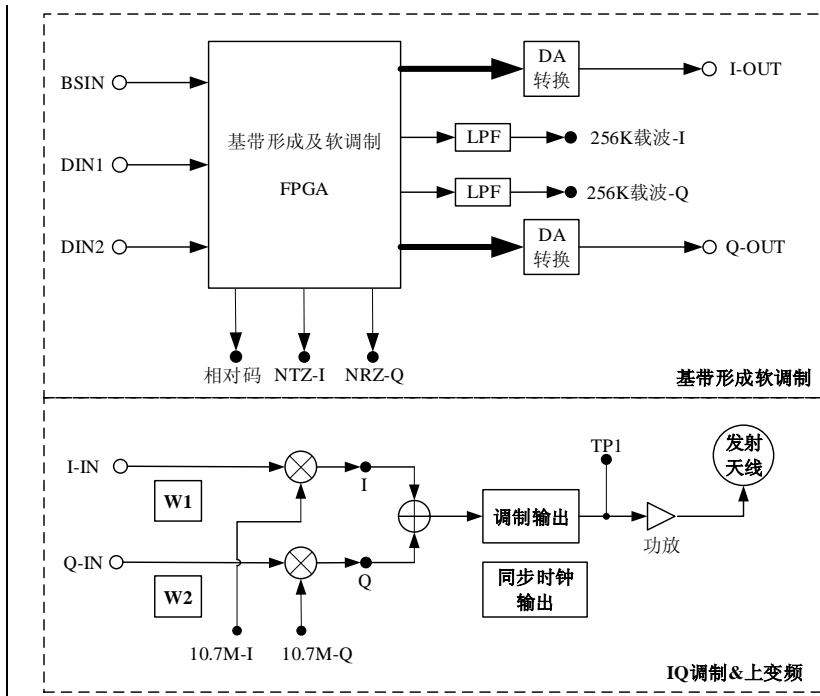 BSIN
DIN1
DIN2
基带形成及软调制
FPGA
DA
转换
I-OUT
LPF
256K载波-I
LPF
256K载波-Q
DA
转换
Q-OUT
相对码
NTZ-I
NRZ-Q
基带形成软调制
I-IN
W1
I
Q-IN
W2
Q
10.7M-I
10.7M-Q
调制输出
同步时钟
输出
TP1
功放
发射
天线
IQ调制&上变频